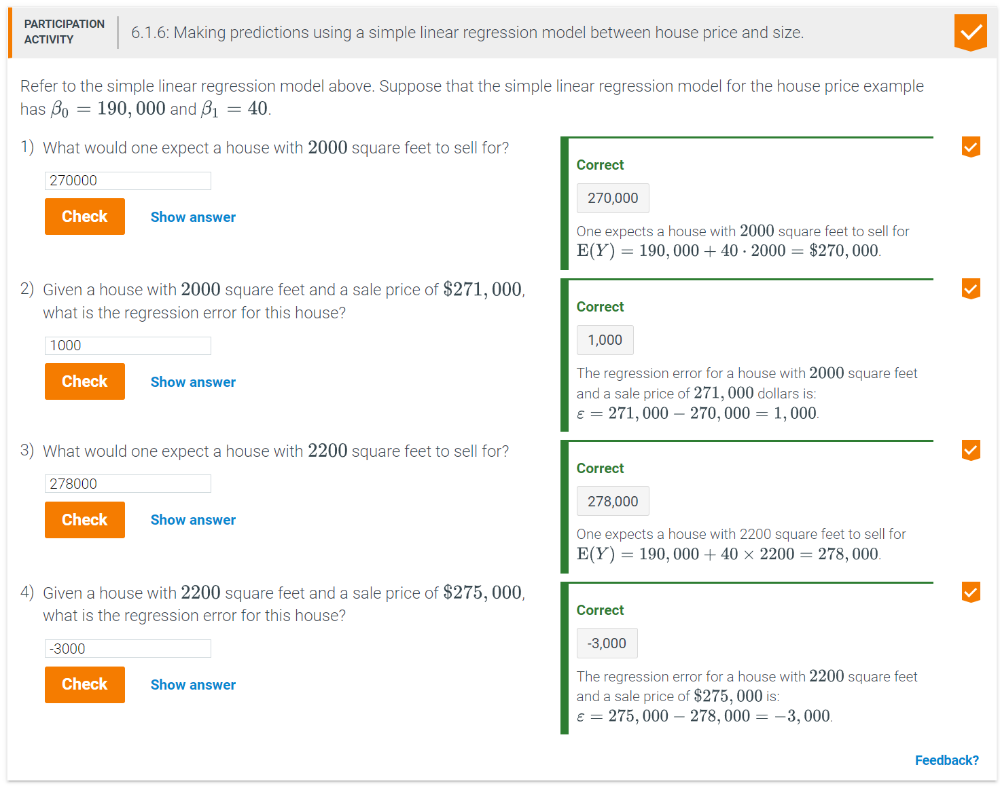 PARTICIPATION
ACTIVITY
6.1.6: Making predictions using a simple linear regression model between house price and size.
Refer to the simple linear regression model above. Suppose that the simple linear regression model for the house price example
has β₀ = 190,000 and β₁ = 40.
1) What would one expect a house with 2000 square feet to sell for?
270000
Check Show answer
Correct
270,000
One expects a house with 2000 square feet to sell for
E(Y) = 190,000 + 40 · 2000 = $270,000.
2) Given a house with 2000 square feet and a sale price of $271,000,
what is the regression error for this house?
1000
Check Show answer
Correct
1,000
The regression error for a house with 2000 square feet
and a sale price of 271,000 dollars is:
ε = 271,000 − 270,000 = 1,000.
3) What would one expect a house with 2200 square feet to sell for?
278000
Check Show answer
Correct
278,000
One expects a house with 2200 square feet to sell for
E(Y) = 190,000 + 40 × 2200 = 278,000.
4) Given a house with 2200 square feet and a sale price of $275,000,
what is the regression error for this house?
-3000
Check Show answer
Correct
-3,000
The regression error for a house with 2200 square feet
and a sale price of $275,000 is:
ε = 275,000 − 278,000 = −3,000.
Feedback?